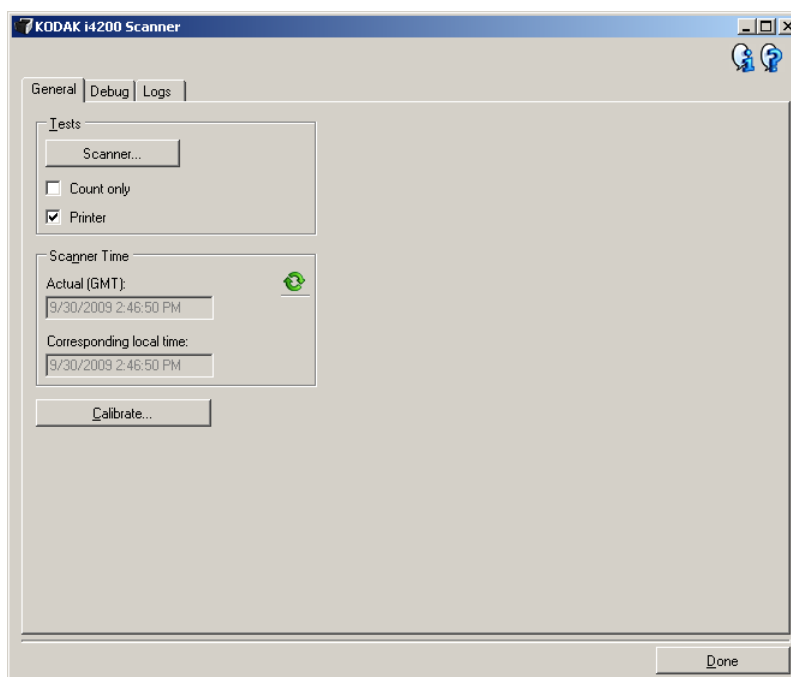 KODAK i4200 Scanner
General Debug Logs
Tests
Scanner...
Count only
Printer
Scanner Time
Actual (GMT):
9/30/2009 2:46:50 PM
Corresponding local time:
9/30/2009 2:46:50 PM
Calibrate...
Done